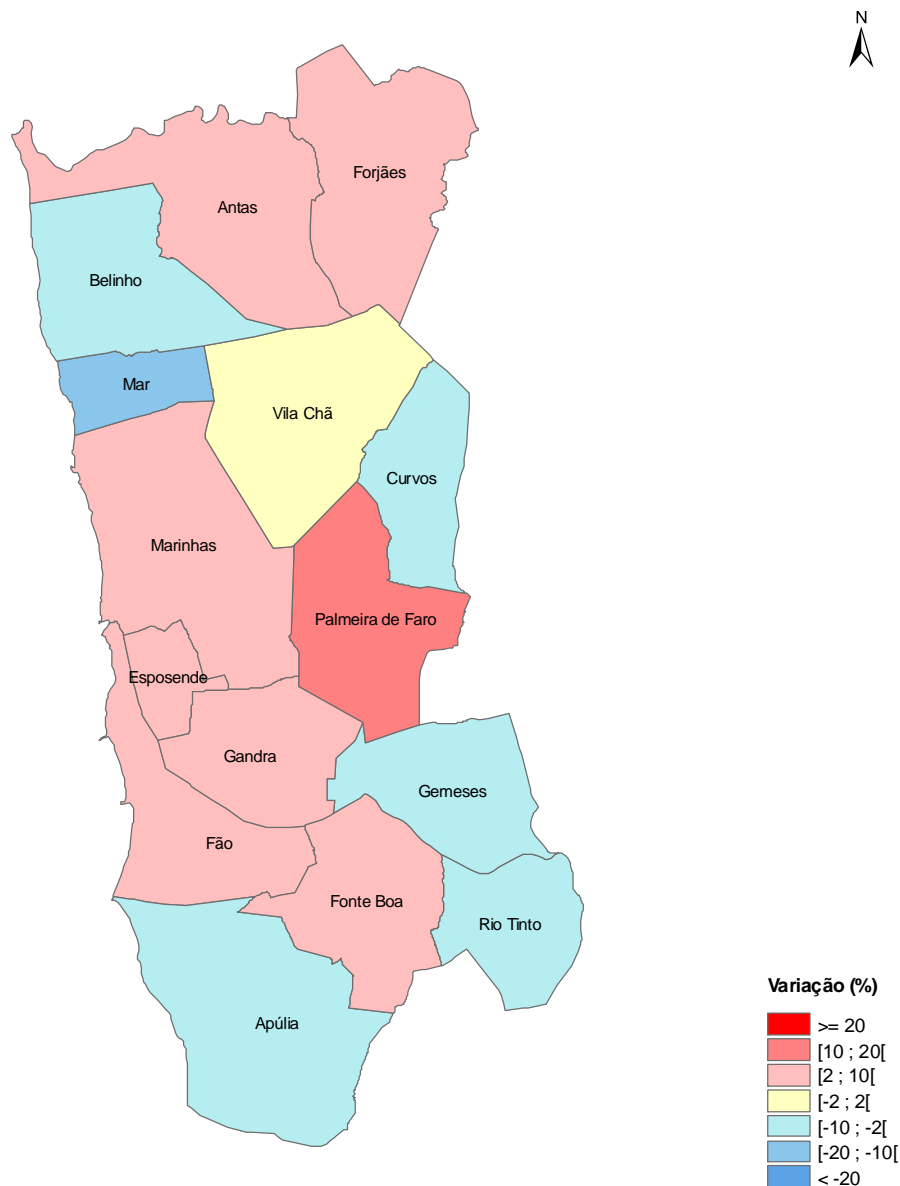 N
Forjães
Antas
Belinho
Mar
Vila Chã
Curvos
Marinhas
Palmeira de Faro
Esposende
Gandra
Gemeses
Fão
Fonte Boa
Rio Tinto
Apúlia
Variação (%)
>= 20
[10 ; 20[
[2 ; 10[
[-2 ; 2[
[-10 ; -2[
[-20 ; -10[
< -20